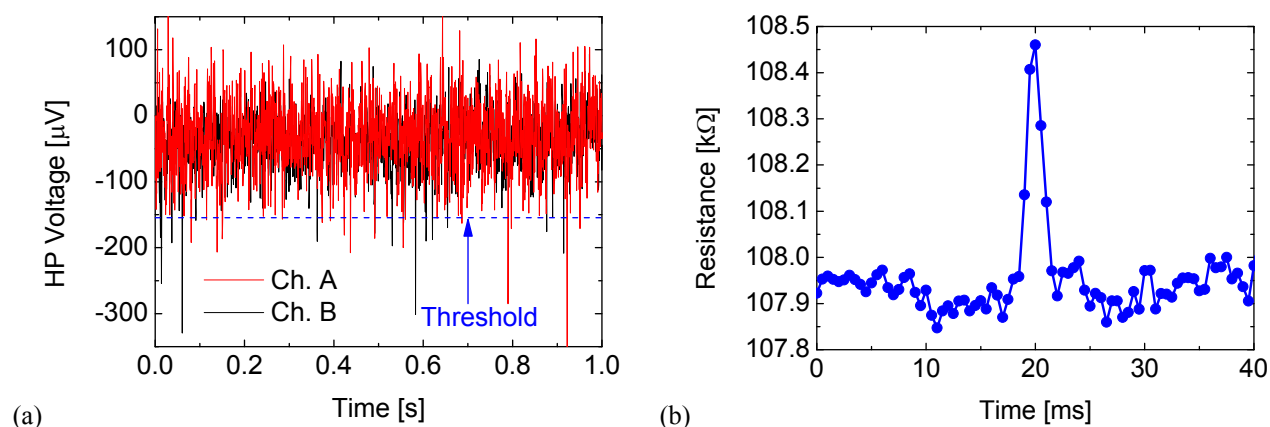 100
0
-100
-200
-300
HP Voltage [µV]
0.0
0.2
0.4
0.6
0.8
1.0
Time [s]
Ch. A
Ch. B
Threshold
(a)
108.5
108.4
108.3
108.2
108.1
108.0
107.9
107.8
Resistance [kΩ]
0
10
20
30
40
Time [ms]
(b)